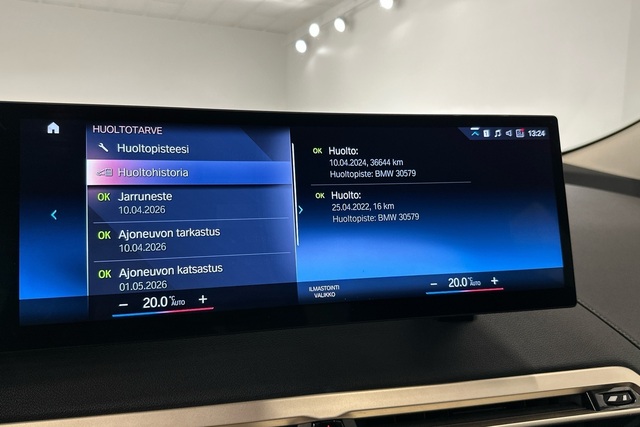 HUOLTOTARVE
Huoltopisteesi
Huoltohistoria
OK Jarruneste
10.04.2026
OK Ajoneuvon tarkastus
10.04.2026
OK Ajoneuvon katsastus
01.05.2026
OK Huolto:
10.04.2024, 36644 km
Huoltopiste: BMW 30579
OK Huolto:
25.04.2022, 16 km
Huoltopiste: BMW 30579
13:24
− 20.0 °C AUTO +
ILMASTOINTI
VALIKKO
− 20.0 °C AUTO +